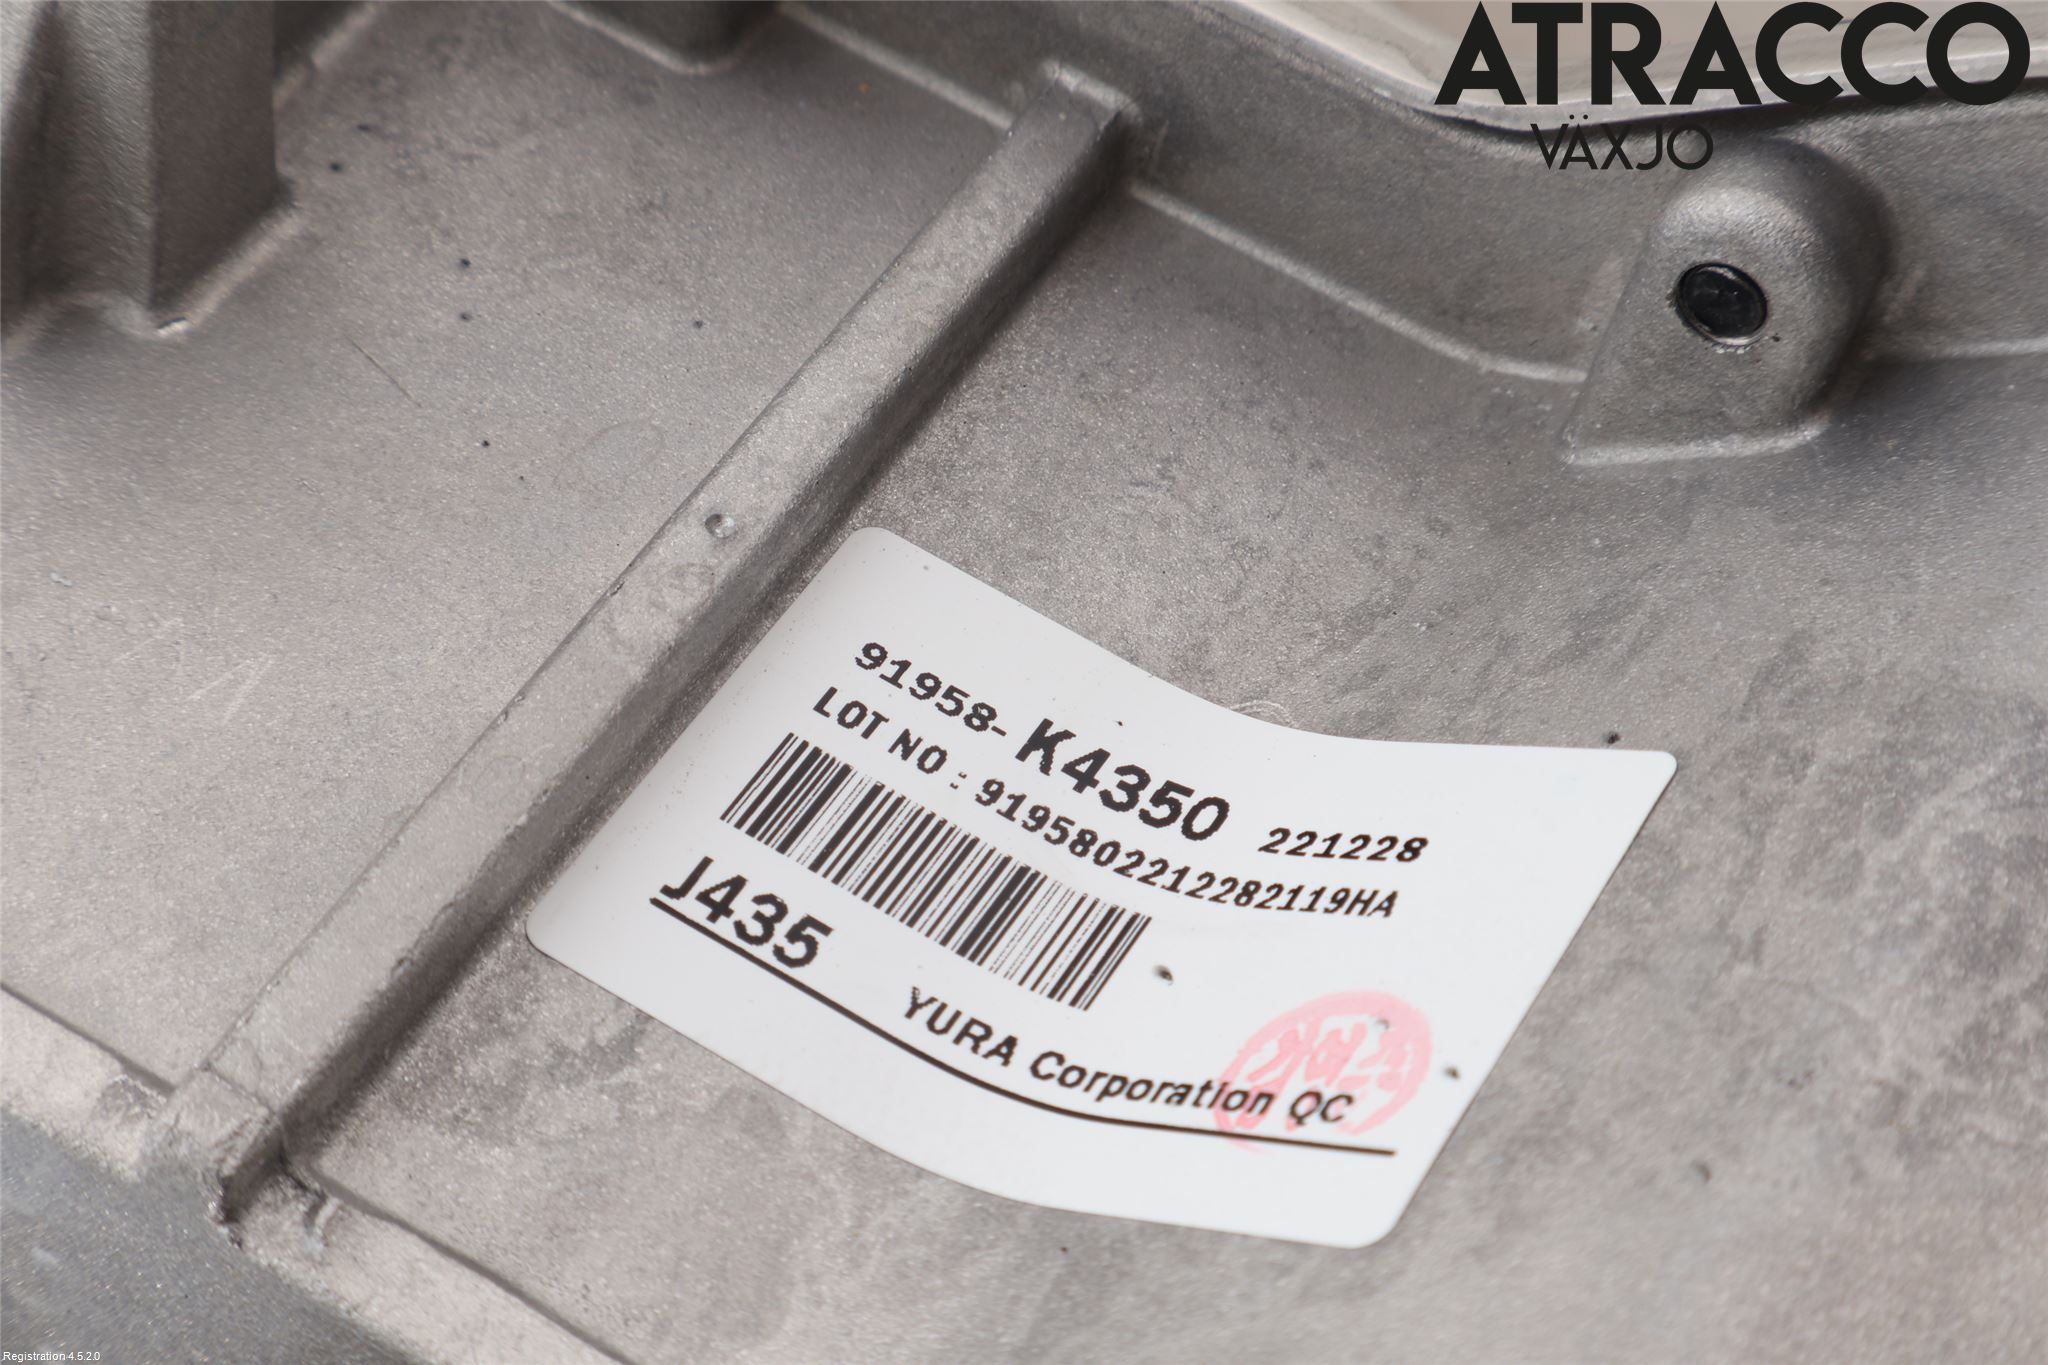 ATRACCO
VÄXJO
91958-K4350 221228
LOT NO : 9195802212282119HA
J435
YURA Corporation QC
Registration 4.5.2.0